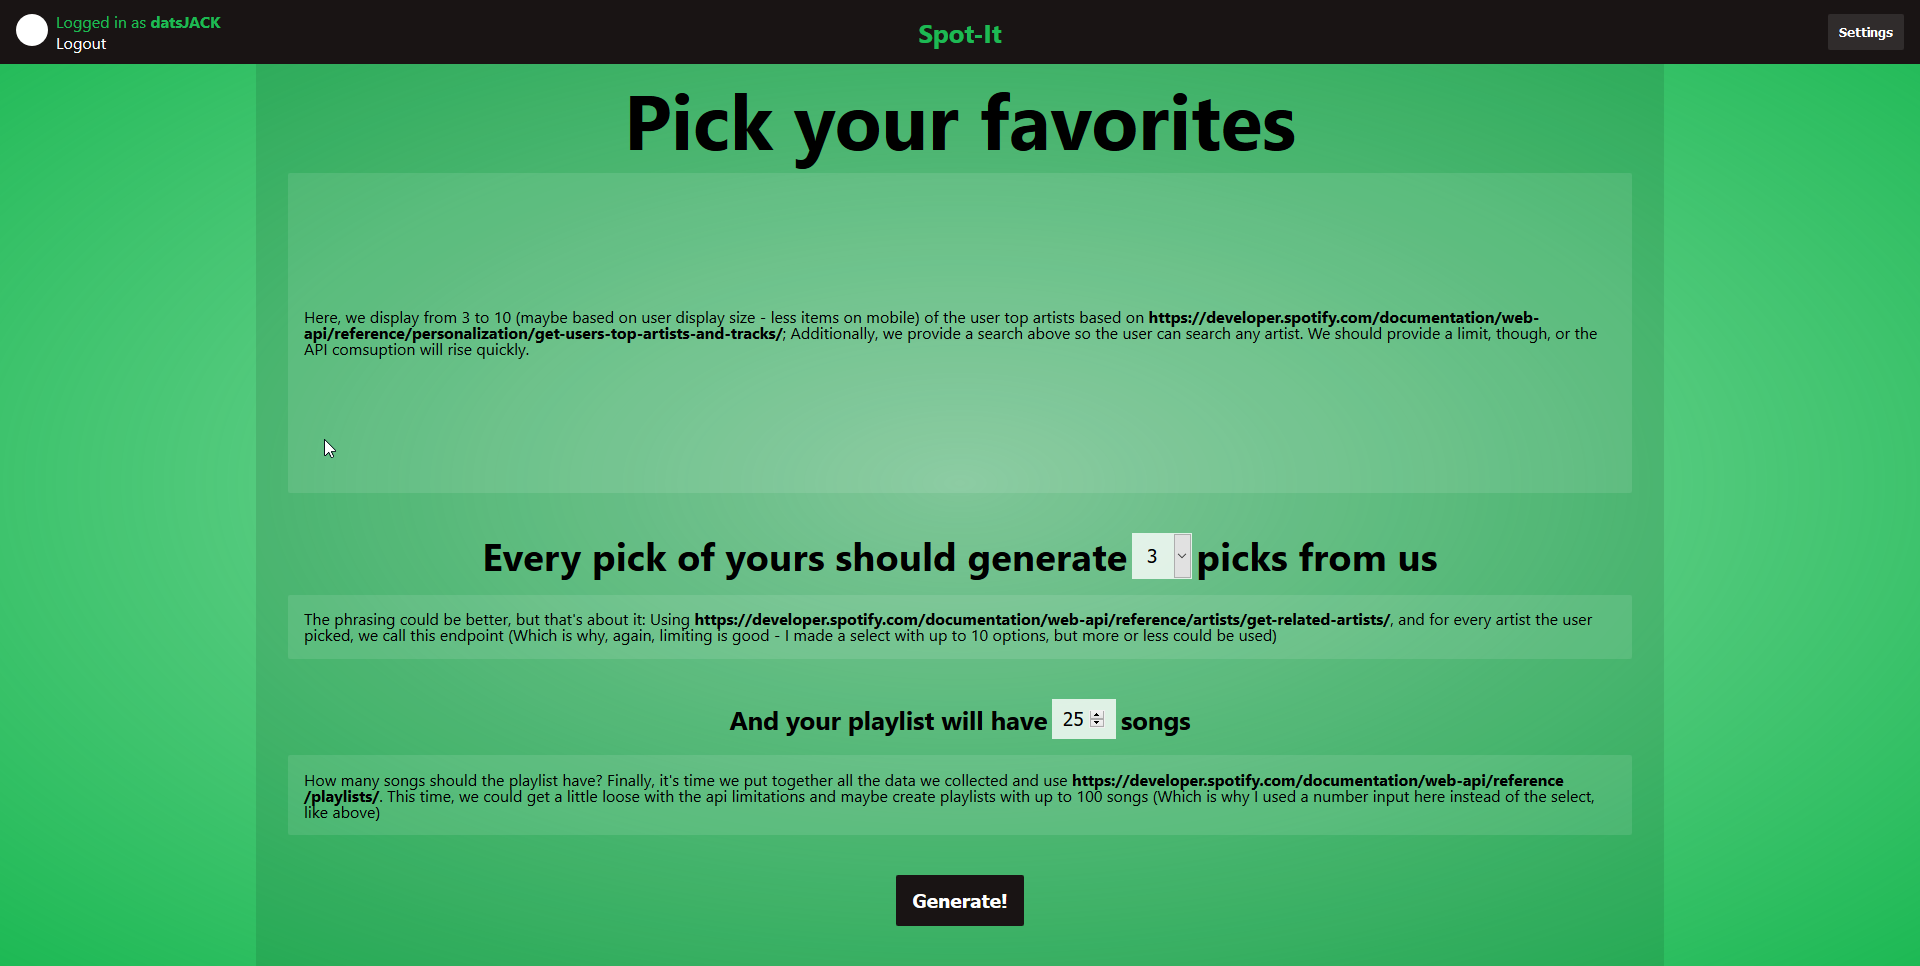 Logged in as datsJACK
Logout
Spot-It
Settings
Pick your favorites
Here, we display from 3 to 10 (maybe based on user display size - less items on mobile) of the user top artists based on https://developer.spotify.com/documentation/web-
api/reference/personalization/get-users-top-artists-and-tracks/; Additionally, we provide a search above so the user can search any artist. We should provide a limit, though, or the
API comsuption will rise quickly.
Every pick of yours should generate 3 picks from us
The phrasing could be better, but that's about it: Using https://developer.spotify.com/documentation/web-api/reference/artists/get-related-artists/, and for every artist the user
picked, we call this endpoint (Which is why, again, limiting is good - I made a select with up to 10 options, but more or less could be used)
And your playlist will have 25 songs
How many songs should the playlist have? Finally, it's time we put together all the data we collected and use https://developer.spotify.com/documentation/web-api/reference
/playlists/. This time, we could get a little loose with the api limitations and maybe create playlists with up to 100 songs (Which is why I used a number input here instead of the select,
like above)
Generate!